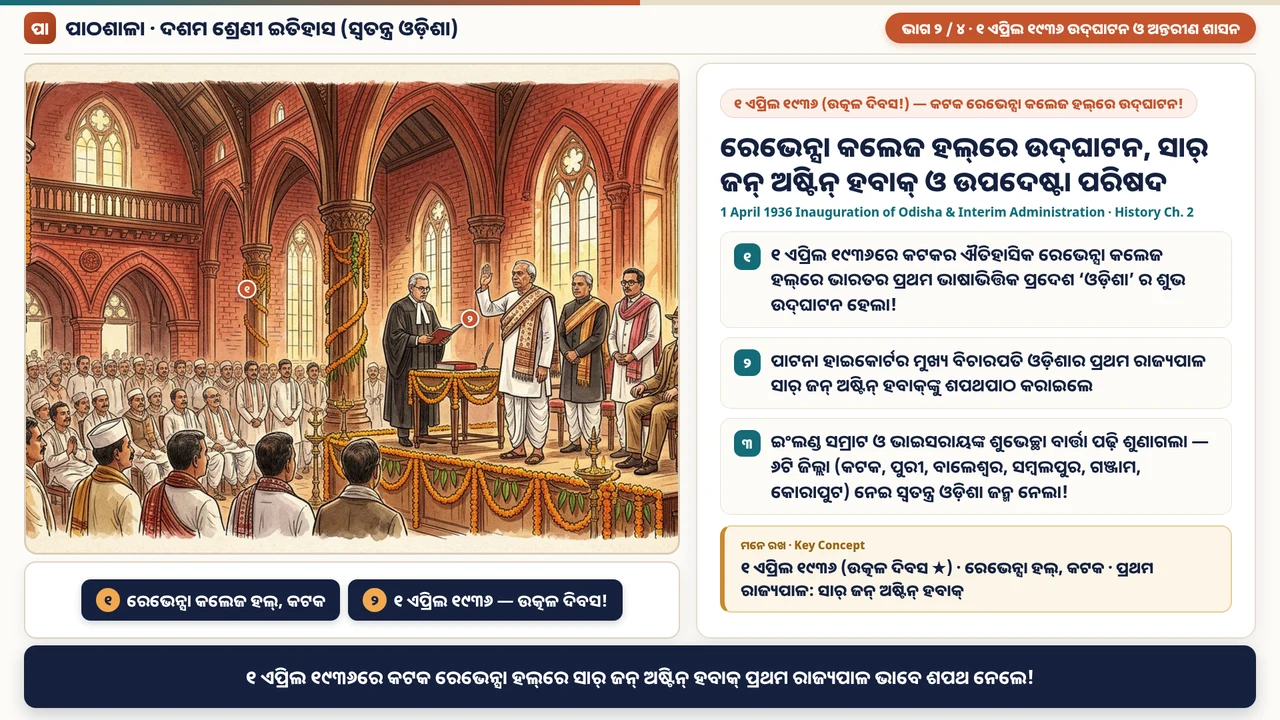 ପା ପାଠଶାଳା · ଦଶମ ଶ୍ରେଣୀ ଇତିହାସ (ସ୍ୱତନ୍ତ୍ର ଓଡ଼ିଶା)
ଭାଗ ୨ / ୪ · ୧ ଏପ୍ରିଲ ୧୯୩୬ ଉଦ୍‌ଘାଟନ ଓ ଅନ୍ତରୀଣ ଶାସନ
୧
୨
୧ ରେଭେନ୍ସା କଲେଜ ହଲ୍, କଟକ
୨ ୧ ଏପ୍ରିଲ ୧୯୩୬ — ଉତ୍କଳ ଦିବସ!
୧ ଏପ୍ରିଲ ୧୯୩୬ (ଉତ୍କଳ ଦିବସ!) — କଟକ ରେଭେନ୍ସା କଲେଜ ହଲ୍‌ରେ ଉଦ୍‌ଘାଟନ!
ରେଭେନ୍ସା କଲେଜ ହଲ୍‌ରେ ଉଦ୍‌ଘାଟନ, ସାର୍
ଜନ୍ ଅଷ୍ଟିନ୍ ହବାକ୍ ଓ ଉପଦେଷ୍ଟା ପରିଷଦ
1 April 1936 Inauguration of Odisha & Interim Administration · History Ch. 2
୧ ୧ ଏପ୍ରିଲ ୧୯୩୬ରେ କଟକର ଐତିହାସିକ ରେଭେନ୍ସା କଲେଜ
ହଲ୍‌ରେ ଭାରତର ପ୍ରଥମ ଭାଷାଭିତ୍ତିକ ପ୍ରଦେଶ ‘ଓଡ଼ିଶା’ ର ଶୁଭ
ଉଦ୍‌ଘାଟନ ହେଲା!
୨ ପାଟନା ହାଇକୋର୍ଟର ମୁଖ୍ୟ ବିଚାରପତି ଓଡ଼ିଶାର ପ୍ରଥମ ରାଜ୍ୟପାଳ
ସାର୍ ଜନ୍ ଅଷ୍ଟିନ୍ ହବାକ୍‌ଙ୍କୁ ଶପଥପାଠ କରାଇଲେ
୩ ଇଂଲଣ୍ଡ ସମ୍ରାଟ ଓ ଭାଇସରାୟଙ୍କ ଶୁଭେଚ୍ଛା ବାର୍ତ୍ତା ପଢ଼ି ଶୁଣାଗଲା —
୬ଟି ଜିଲ୍ଲା (କଟକ, ପୁରୀ, ବାଲେଶ୍ୱର, ସମ୍ବଲପୁର, ଗଞ୍ଜାମ,
କୋରାପୁଟ) ନେଇ ସ୍ୱତନ୍ତ୍ର ଓଡ଼ିଶା ଜନ୍ମ ନେଲା!
ମନେ ରଖ · Key Concept
୧ ଏପ୍ରିଲ ୧୯୩୬ (ଉତ୍କଳ ଦିବସ ★) · ରେଭେନ୍ସା ହଲ୍, କଟକ · ପ୍ରଥମ
ରାଜ୍ୟପାଳ: ସାର୍ ଜନ୍ ଅଷ୍ଟିନ୍ ହବାକ୍
୧ ଏପ୍ରିଲ ୧୯୩୬ରେ କଟକ ରେଭେନ୍ସା ହଲ୍‌ରେ ସାର୍ ଜନ୍ ଅଷ୍ଟିନ୍ ହବାକ୍ ପ୍ରଥମ ରାଜ୍ୟପାଳ ଭାବେ ଶପଥ ନେଲେ!